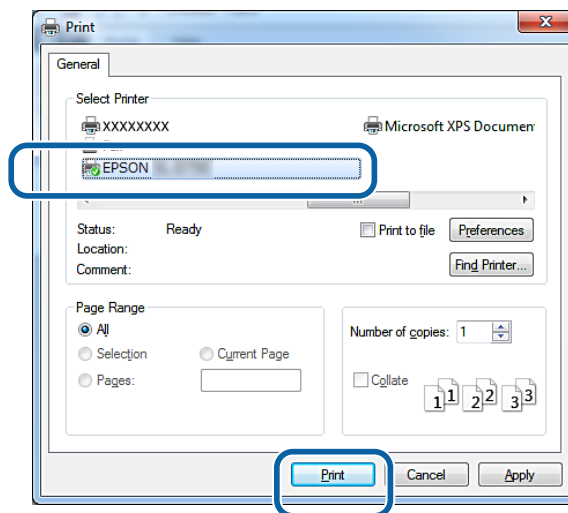 Print
General
Select Printer
XXXXXXXX
Microsoft XPS Documen
EPSON
Status: Ready
Print to file
Preferences
Location:
Comment:
Find Printer...
Page Range
All
Selection
Current Page
Pages:
Number of copies: 1
Collate
1 1 2 2 3 3
Print
Cancel
Apply